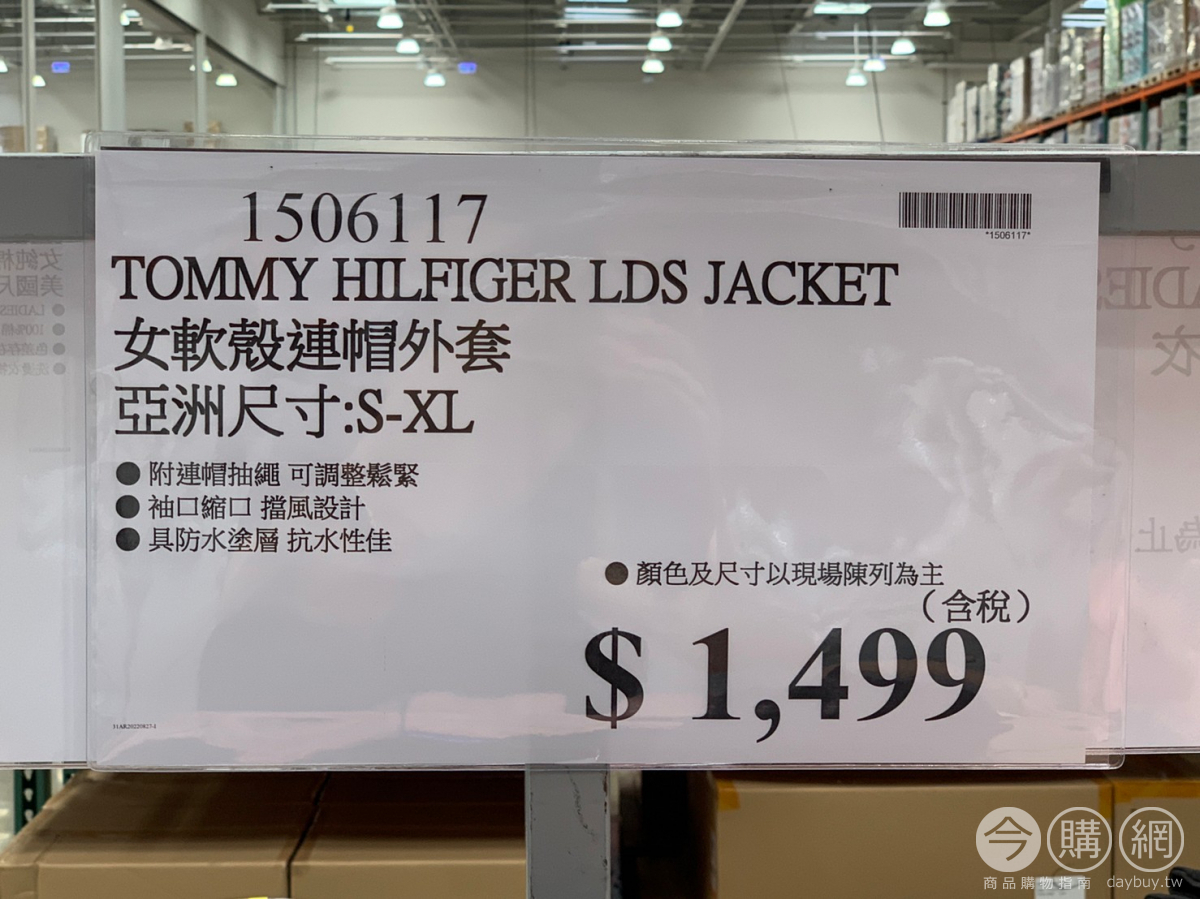 1506117
*1506117*
TOMMY HILFIGER LDS JACKET
女軟殼連帽外套
亞洲尺寸:S-XL
● 附連帽抽繩 可調整鬆緊
● 袖口縮口 擋風設計
● 具防水塗層 抗水性佳
● 顏色及尺寸以現場陳列為主
(含稅)
$ 1,499
今購網
商品購物指南 daybuy.tw